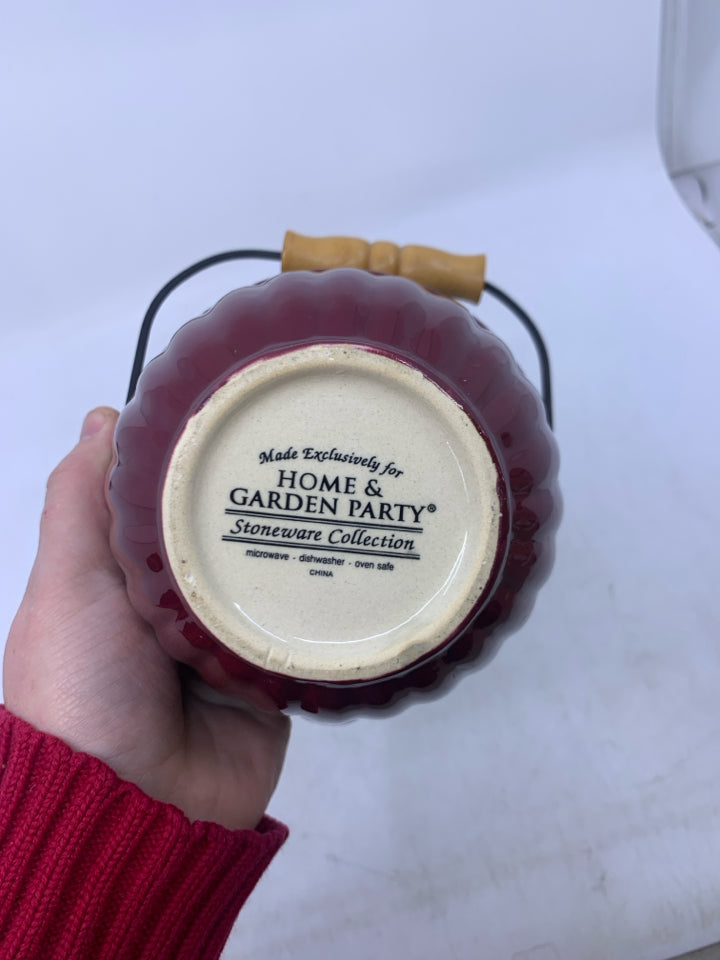 Made Exclusively for
HOME &
GARDEN PARTY®
Stoneware Collection
microwave - dishwasher - oven safe
CHINA